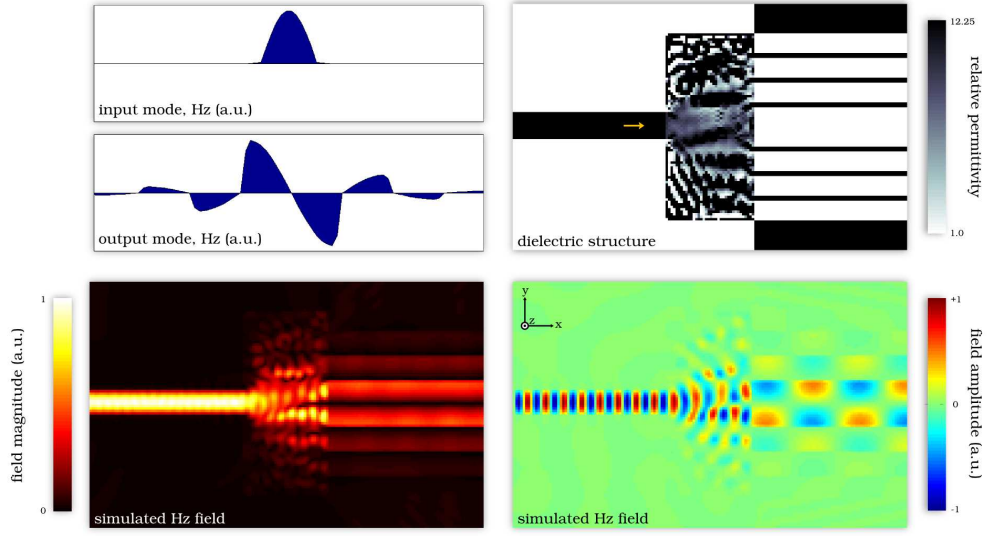 input mode, Hz (a.u.)
output mode, Hz (a.u.)
dielectric structure
12.25
relative permittivity
1.0
field magnitude (a.u.)
1
0
simulated Hz field
y
z
x
simulated Hz field
+1
0
-1
field amplitude (a.u.)